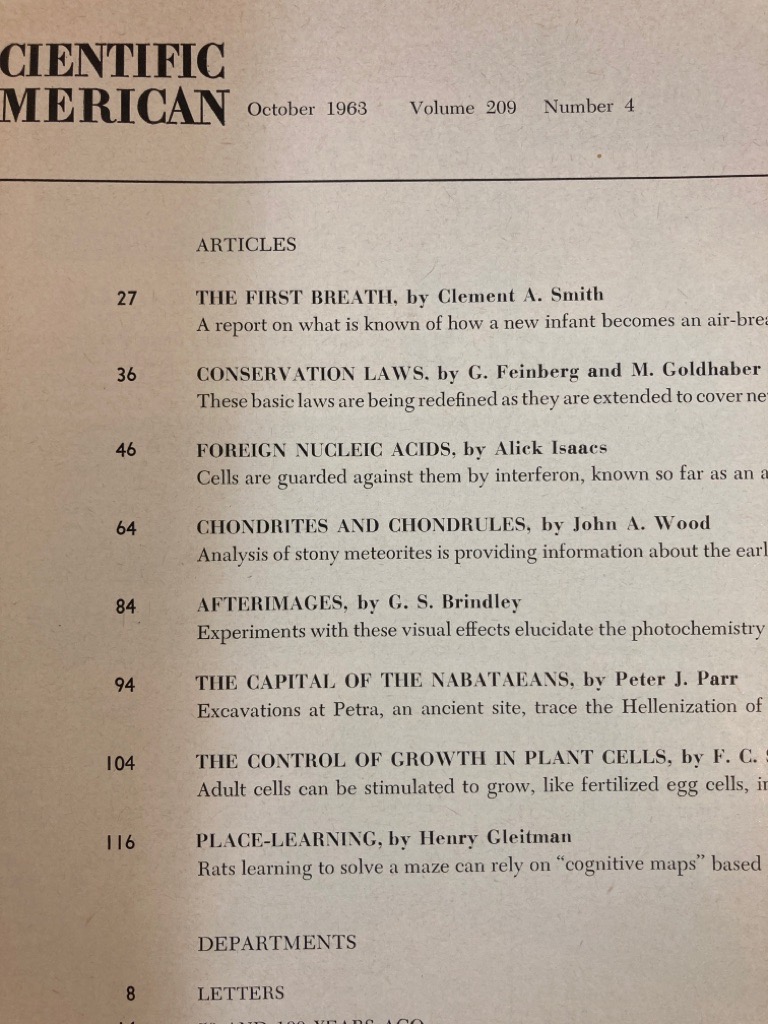 CIENTIFIC
MERICAN October 1963 Volume 209 Number 4
ARTICLES
27 THE FIRST BREATH, by Clement A. Smith
A report on what is known of how a new infant becomes an air-brea
36 CONSERVATION LAWS, by G. Feinberg and M. Goldhaber
These basic laws are being redefined as they are extended to cover ne
46 FOREIGN NUCLEIC ACIDS, by Alick Isaacs
Cells are guarded against them by interferon, known so far as an a
64 CHONDRITES AND CHONDRULES, by John A. Wood
Analysis of stony meteorites is providing information about the earl
84 AFTERIMAGES, by G. S. Brindley
Experiments with these visual effects elucidate the photochemistry
94 THE CAPITAL OF THE NABATAEANS, by Peter J. Parr
Excavations at Petra, an ancient site, trace the Hellenization of
104 THE CONTROL OF GROWTH IN PLANT CELLS, by F. C.
Adult cells can be stimulated to grow, like fertilized egg cells, in
116 PLACE-LEARNING, by Henry Gleitman
Rats learning to solve a maze can rely on “cognitive maps” based
DEPARTMENTS
8 LETTERS
AND 100 YEARS AGO